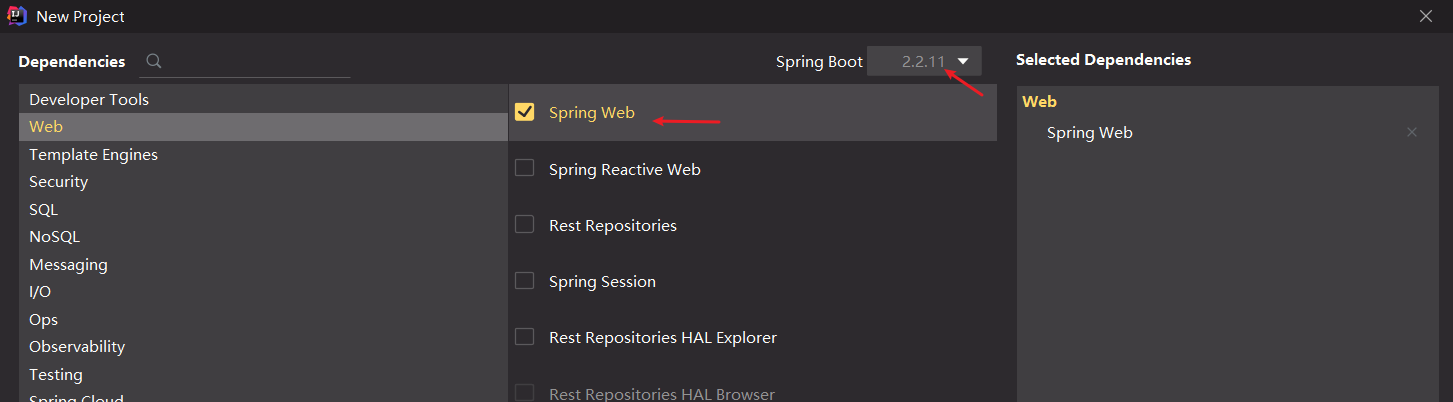 New Project
Dependencies
Spring Boot 2.2.11
Selected Dependencies
Developer Tools
Web
Template Engines
Security
SQL
NoSQL
Messaging
I/O
Ops
Observability
Testing
Spring Cloud
Spring Web
Spring Reactive Web
Rest Repositories
Spring Session
Rest Repositories HAL Explorer
Rest Repositories HAL Browser
Web
Spring Web